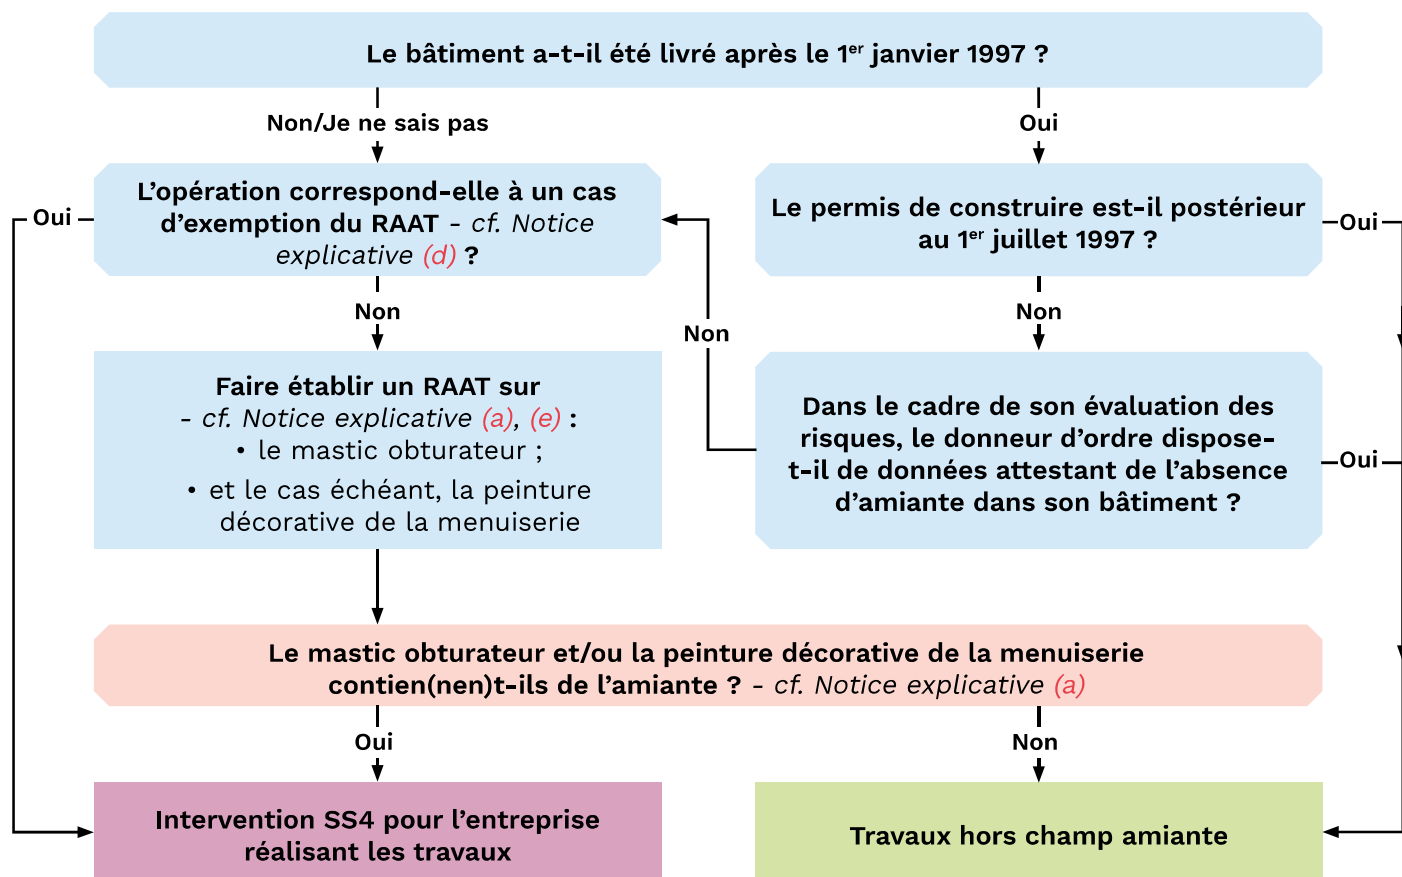 Le bâtiment a-t-il été livré après le 1er janvier 1997 ?
Non/Je ne sais pas
Oui
L’opération correspond-elle à un cas
d’exemption du RAAT - cf. Notice
explicative (d) ?
Oui
Le permis de construire est-il postérieur
au 1er juillet 1997 ?
Oui
Non
Non
Non
Faire établir un RAAT sur
- cf. Notice explicative (a), (e) :
• le mastic obturateur ;
• et le cas échéant, la peinture
décorative de la menuiserie
Dans le cadre de son évaluation des
risques, le donneur d’ordre dispose-
t-il de données attestant de l’absence
d’amiante dans son bâtiment ?
Oui
Le mastic obturateur et/ou la peinture décorative de la menuiserie
contien(nen)t-ils de l’amiante ? - cf. Notice explicative (a)
Oui
Non
Intervention SS4 pour l’entreprise
réalisant les travaux
Travaux hors champ amiante